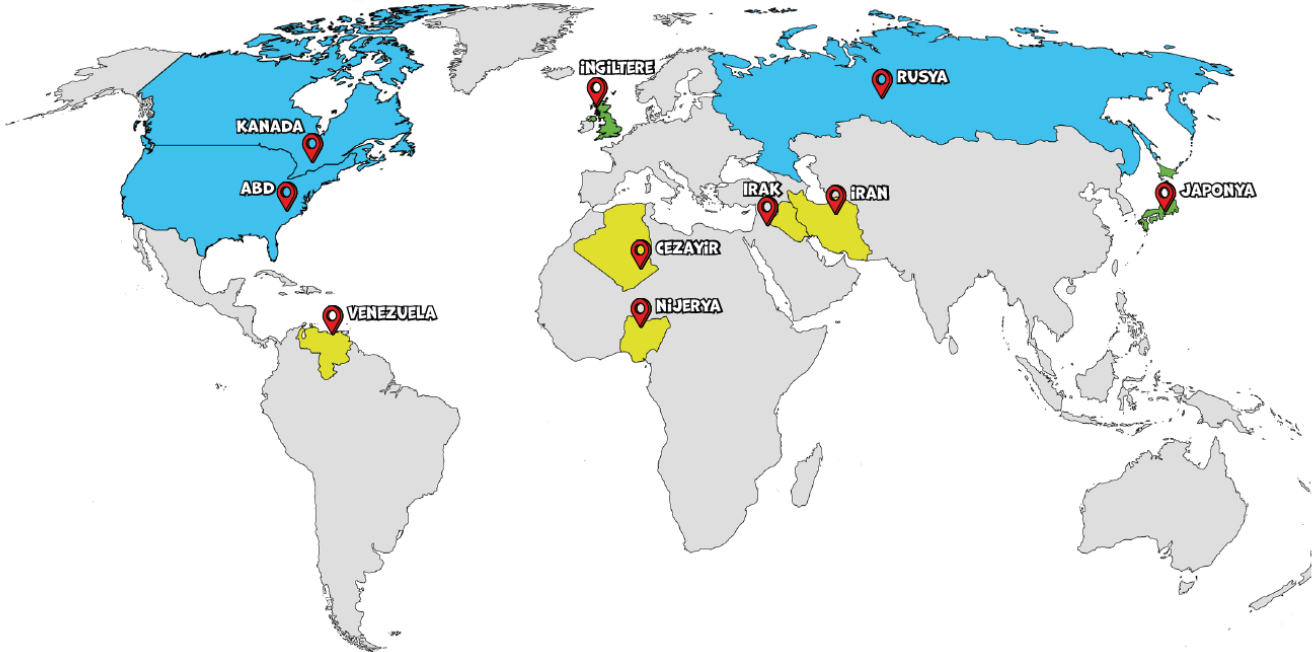 İNGİLTERE
RUSYA
KANADA
ABD
IRAK
İRAN
JAPONYA
CEZAYİR
VENEZUELA
NİJERYA